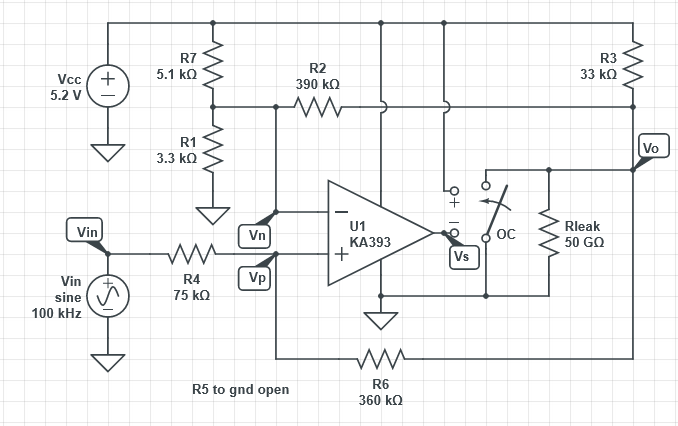 R7
5.1 kΩ
R2
390 kΩ
R3
33 kΩ
Vcc
5.2 V
+
—
R1
3.3 kΩ
Vo
Vin
Vn
−
U1
KA393
+
+
−
OC
Rleak
50 GΩ
Vs
Vp
R4
75 kΩ
Vin
sine
100 kHz
+
−
R5 to gnd open
R6
360 kΩ